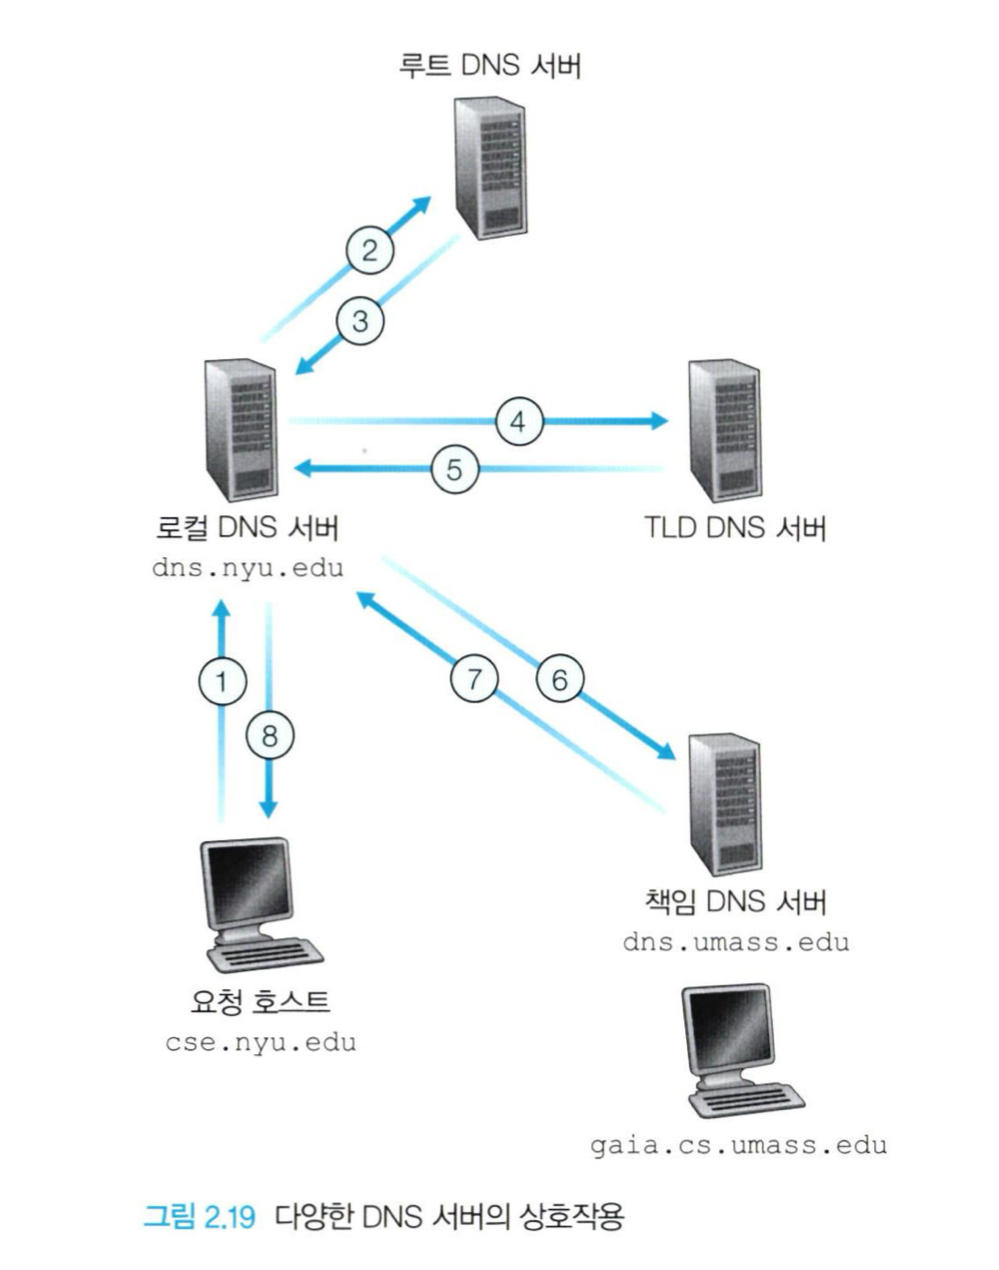 루트 DNS 서버
2
3
4
5
로컬 DNS 서버
dns.nyu.edu
TLD DNS 서버
1
8
7
6
책임 DNS 서버
dns.umass.edu
요청 호스트
cse.nyu.edu
gaia.cs.umass.edu
그림 2.19 다양한 DNS 서버의 상호작용